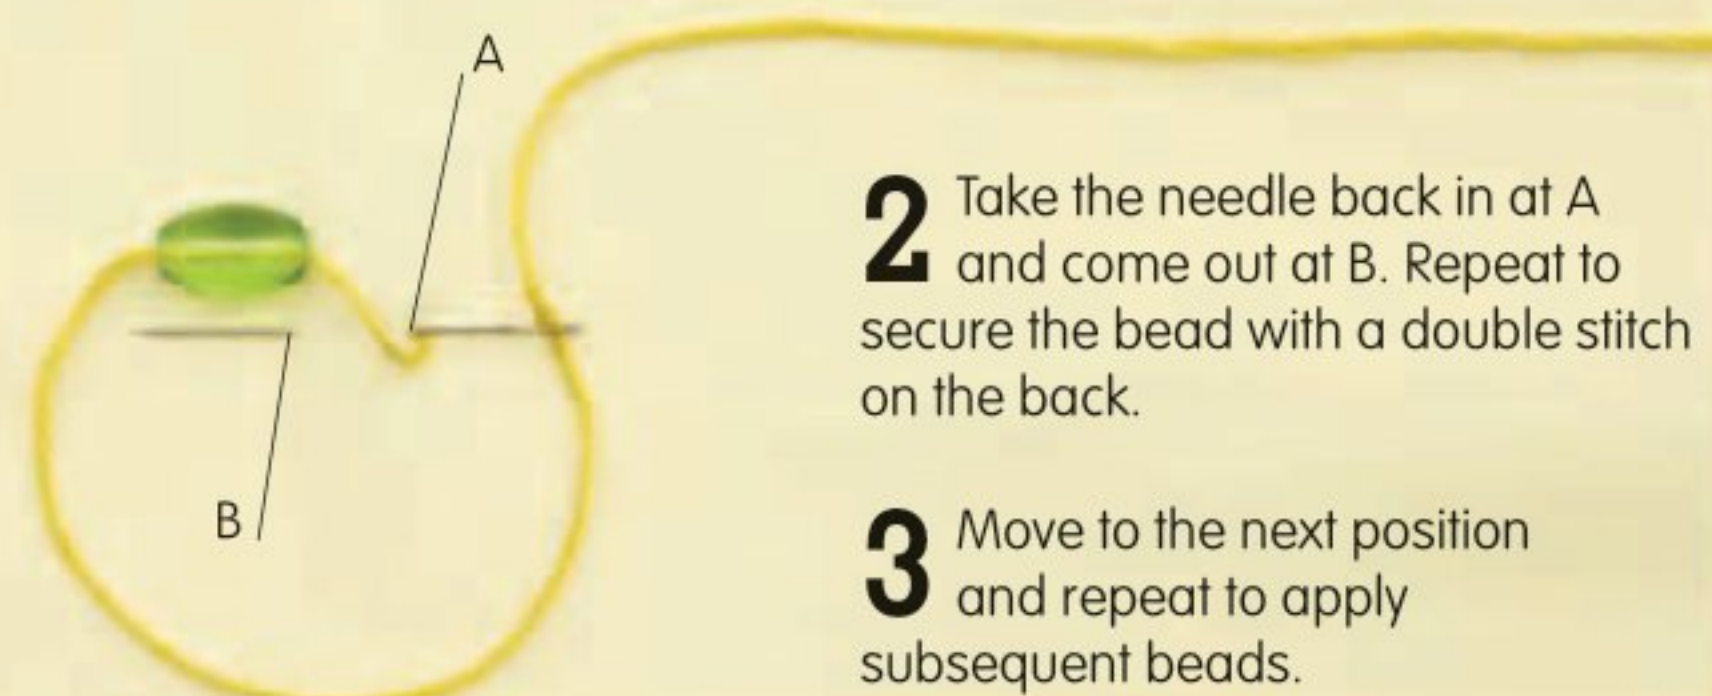 A
B
2 Take the needle back in at A
and come out at B. Repeat to
secure the bead with a double stitch
on the back.
3 Move to the next position
and repeat to apply
subsequent beads.